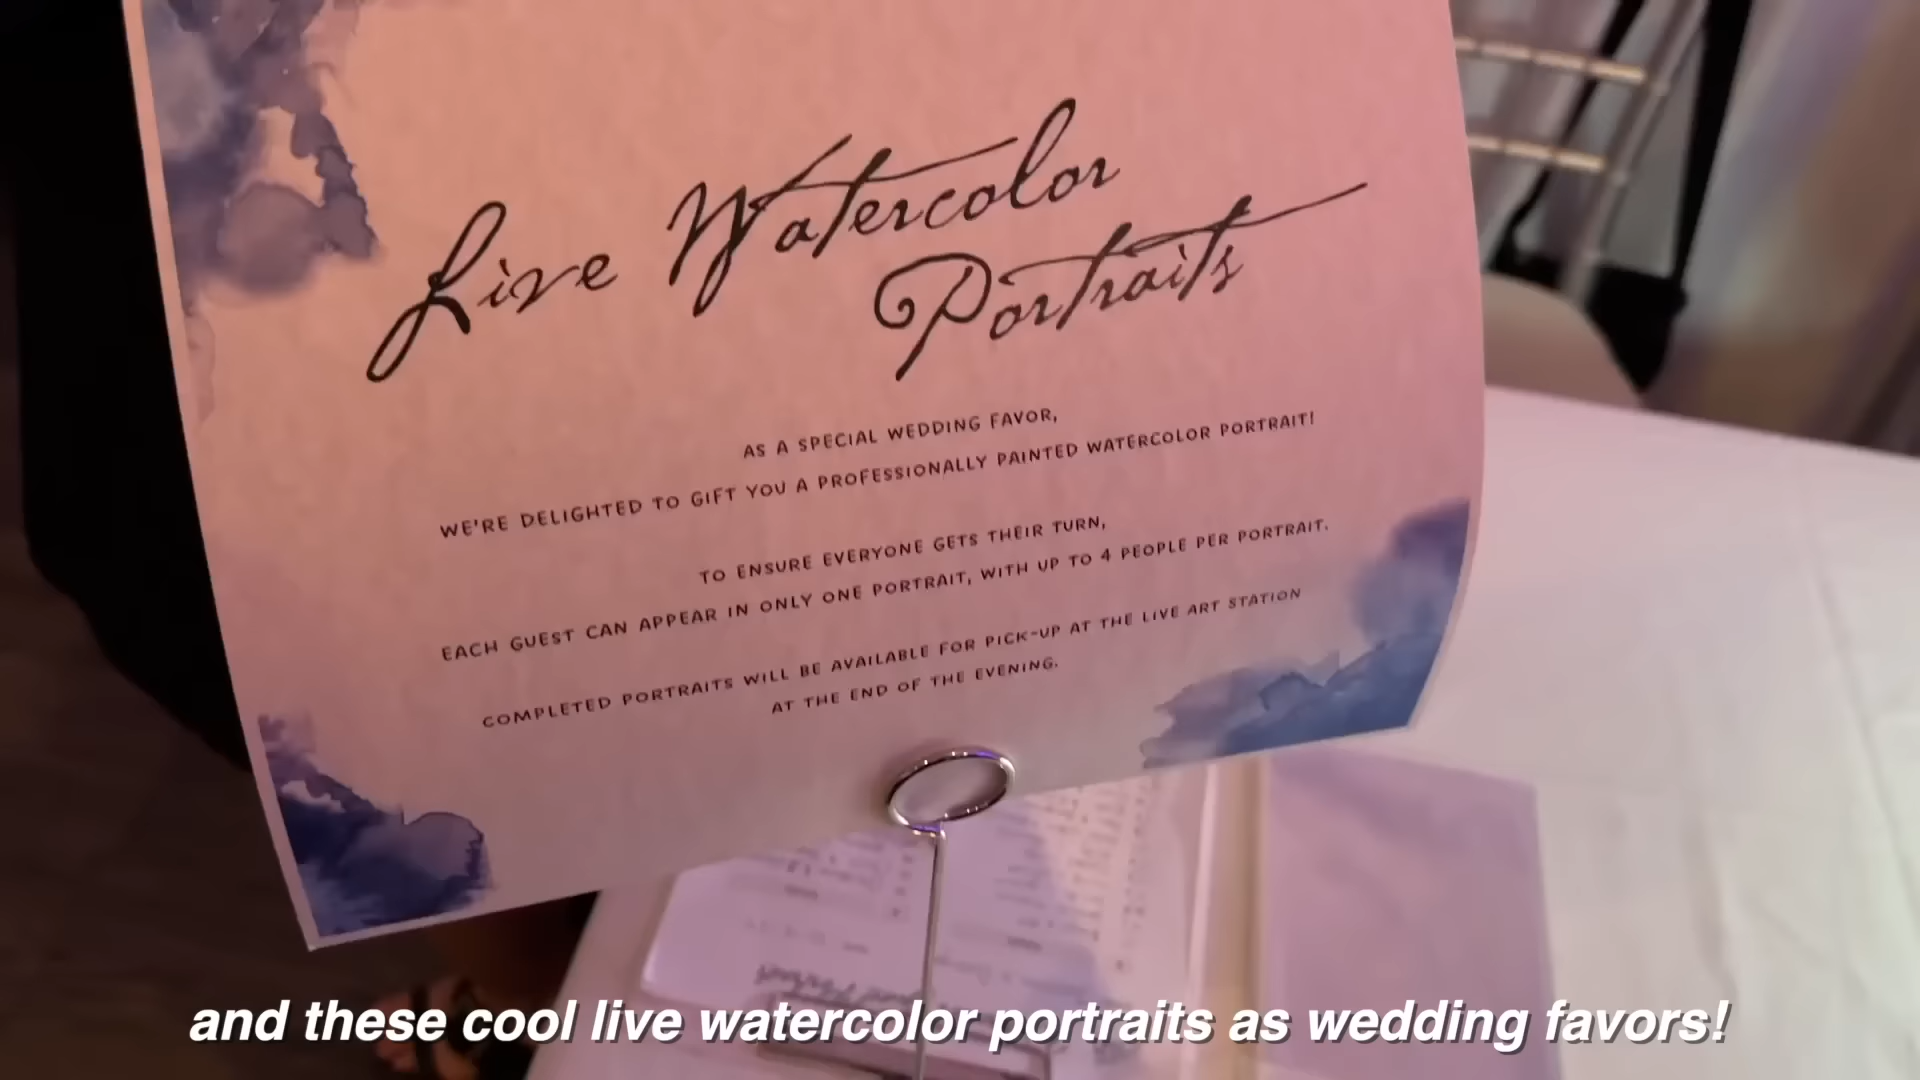 Live Watercolor
Portraits
AS A SPECIAL WEDDING FAVOR,
WE'RE DELIGHTED TO GIFT YOU A PROFESSIONALLY PAINTED WATERCOLOR PORTRAIT!
TO ENSURE EVERYONE GETS THEIR TURN,
EACH GUEST CAN APPEAR IN ONLY ONE PORTRAIT, WITH UP TO 4 PEOPLE PER PORTRAIT.
COMPLETED PORTRAITS WILL BE AVAILABLE FOR PICK-UP AT THE LIVE ART STATION
AT THE END OF THE EVENING.
and these cool live watercolor portraits as wedding favors!